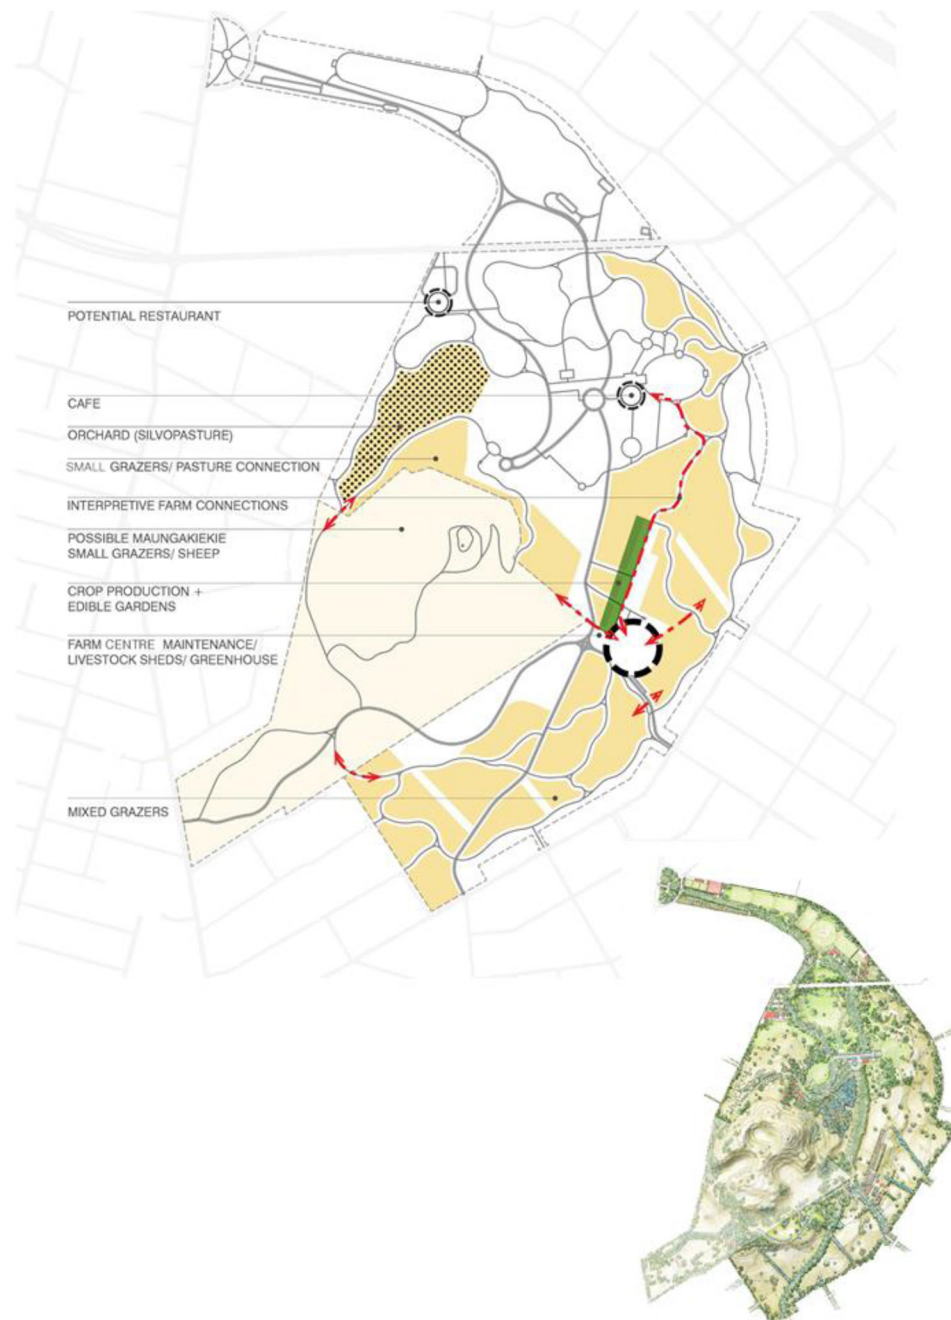 POTENTIAL RESTAURANT
CAFE
ORCHARD (SILVOPASTURE)
SMALL GRAZERS/ PASTURE CONNECTION
INTERPRETIVE FARM CONNECTIONS
POSSIBLE MAUNGAKIEKIE
SMALL GRAZERS/ SHEEP
CROP PRODUCTION +
EDIBLE GARDENS
FARM CENTRE MAINTENANCE/
LIVESTOCK SHEDS/ GREENHOUSE
MIXED GRAZERS